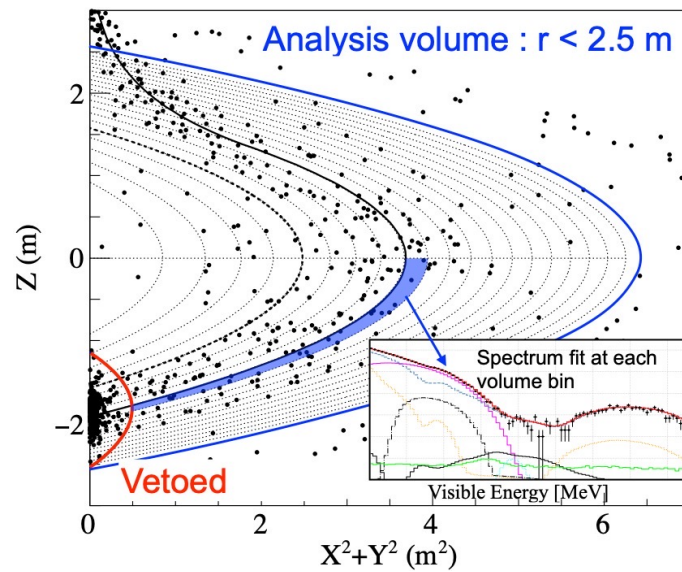 Analysis volume : r < 2.5 m
2
0
−2
Z (m)
Spectrum fit at each
volume bin
Visible Energy [MeV]
Vetoed
0 2 4 6
X²+Y² (m²)